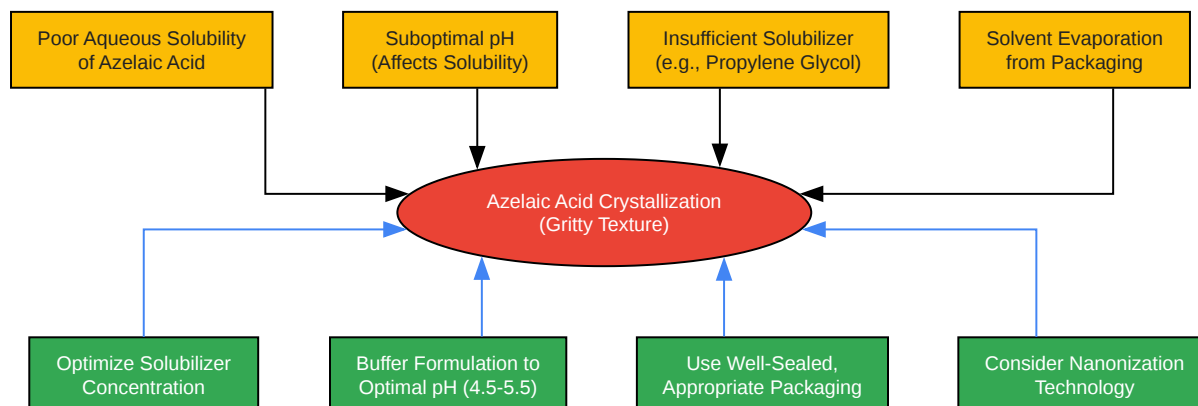 Poor Aqueous Solubility
of Azelaic Acid
Suboptimal pH
(Affects Solubility)
Insufficient Solubilizer
(e.g., Propylene Glycol)
Solvent Evaporation
from Packaging
Azelaic Acid Crystallization
(Gritty Texture)
Optimize Solubilizer
Concentration
Buffer Formulation to
Optimal pH (4.5-5.5)
Use Well-Sealed,
Appropriate Packaging
Consider Nanonization
Technology